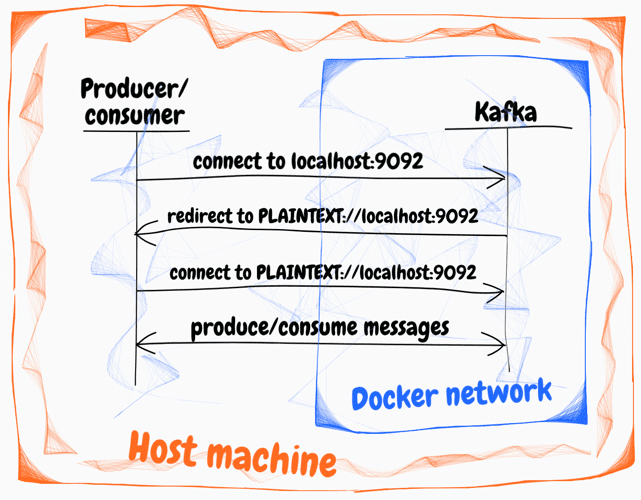 Producer/
consumer
Kafka
connect to localhost:9092
redirect to PLAINTEXT://localhost:9092
connect to PLAINTEXT://localhost:9092
produce/consume messages
Docker network
Host machine